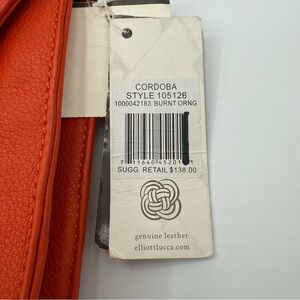 CORDOBA
STYLE 105126
1000042183 BURNT ORNG
SUGG. RETAIL $138.00
genuine leather
elliottlucca.com